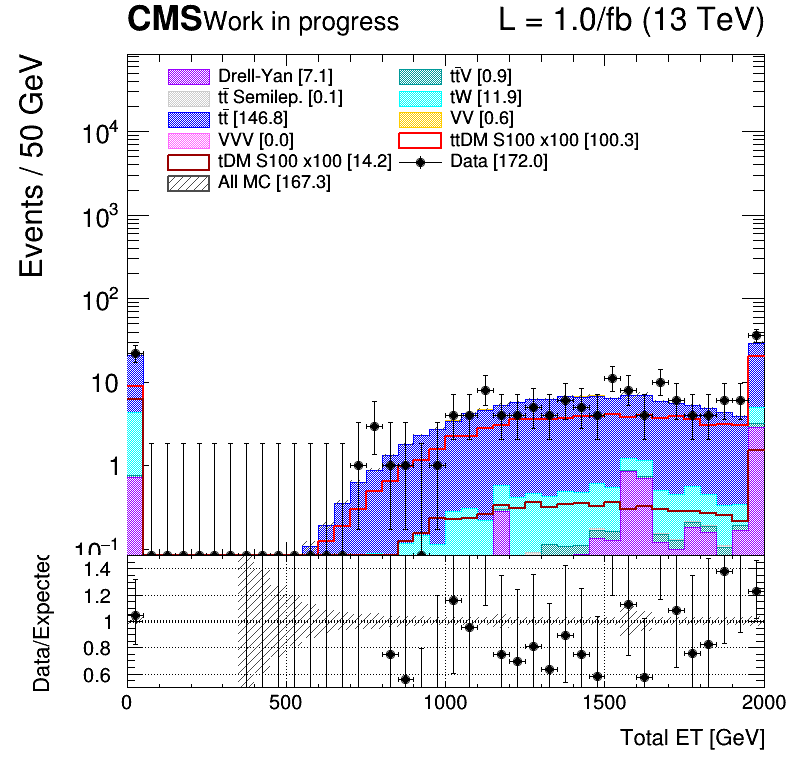 CMS Work in progress L = 1.0/fb (13 TeV)
Drell-Yan [7.1] tt̄V [0.9]
tt̄ Semilep. [0.1] tW [11.9]
tt̄ [146.8] VV [0.6]
VVV [0.0] ttDM S100 x100 [100.3]
tDM S100 x100 [14.2] Data [172.0]
All MC [167.3]
Events / 50 GeV
10⁴
10³
10²
10
1
10⁻¹
Data/Expected
1.4
1.2
1
0.8
0.6
0 500 1000 1500 2000
Total ET [GeV]